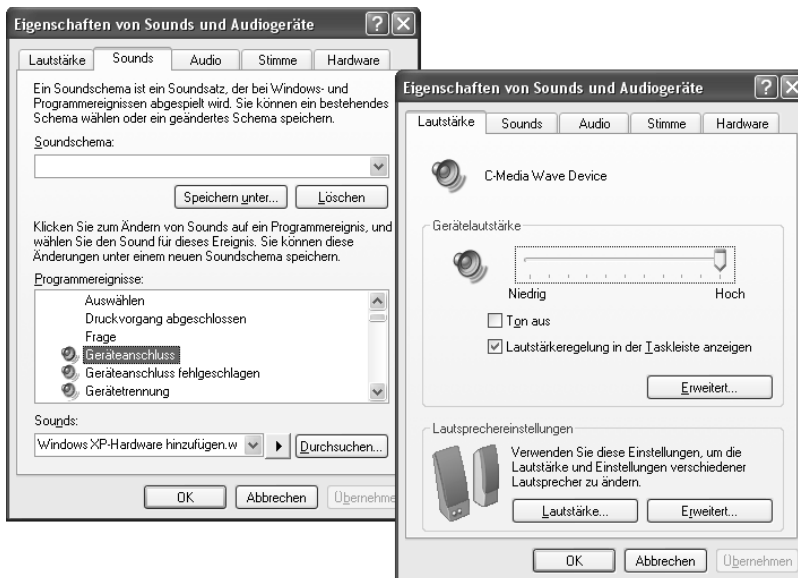 Eigenschaften von Sounds und Audiogeräte
Lautstärke Sounds Audio Stimme Hardware
Ein Soundschema ist ein Soundsatz, der bei Windows- und
Programmereignissen abgespielt wird. Sie können ein bestehendes
Schema wählen oder ein geändertes Schema speichern.
Soundschema:
Speichern unter... Löschen
Klicken Sie zum Ändern von Sounds auf ein Programmereignis, und
wählen Sie den Sound für dieses Ereignis. Sie können diese
Änderungen unter einem neuen Soundschema speichern.
Programmereignisse:
Auswählen
Druckvorgang abgeschlossen
Frage
Geräteanschluss
Geräteanschluss fehlgeschlagen
Gerätetrennung
Sounds:
Windows XP-Hardware hinzufügen.w Durchsuchen...
OK Abbrechen Übernehme
Eigenschaften von Sounds und Audiogeräte
Lautstärke Sounds Audio Stimme Hardware
C-Media Wave Device
Gerätelautstärke
Niedrig Hoch
Ton aus
Lautstärkeregelung in der Taskleiste anzeigen
Erweitert...
Lautsprechereinstellungen
Verwenden Sie diese Einstellungen, um die
Lautstärke und Einstellungen verschiedener
Lautsprecher zu ändern.
Lautstärke... Erweitert...
OK Abbrechen Übernehmen